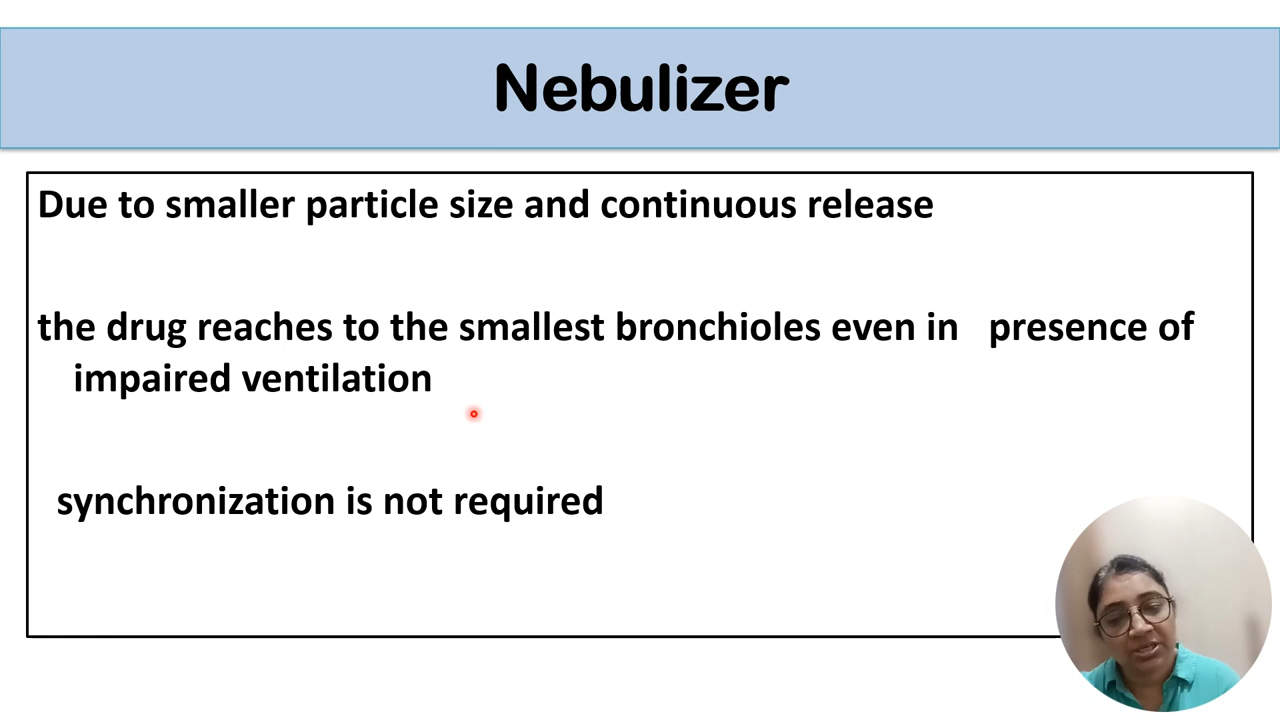 Nebulizer
Due to smaller particle size and continuous release
the drug reaches to the smallest bronchioles even in presence of
impaired ventilation
synchronization is not required